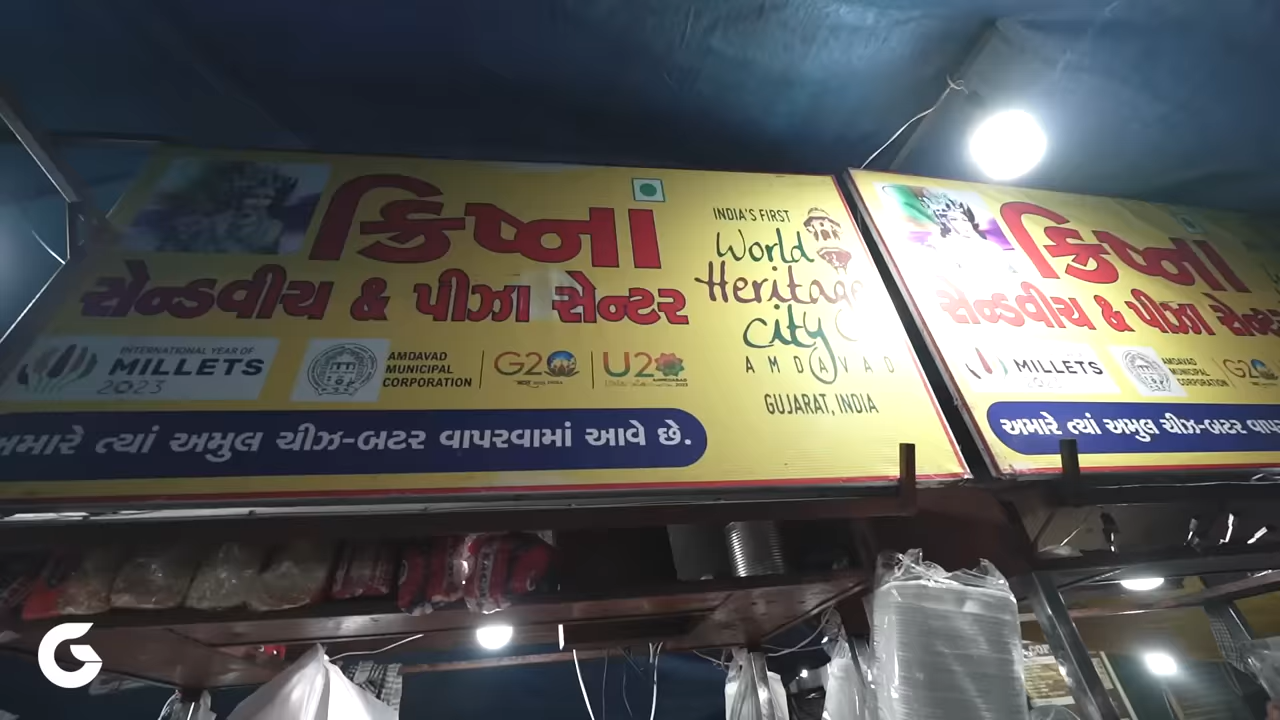 ક્રિષ્ના
સેન્ડવીચ & પીઝા સેન્ટર
INTERNATIONAL YEAR OF
MILLETS
2023
AMDAVAD
MUNICIPAL
CORPORATION
G20
U20
INDIA'S FIRST
World
Heritage
city
AMDAVAD
GUJARAT, INDIA
અમારે ત્યાં અમુલ ચીઝ-બટર વાપરવામાં આવે છે.
ક્રિષ્ના
સેન્ડવીચ & પીઝા
MILLETS
AMDAVAD
MUNICIPAL
CORPORATION
G20
અમારે ત્યાં અમુલ ચીઝ-બટર